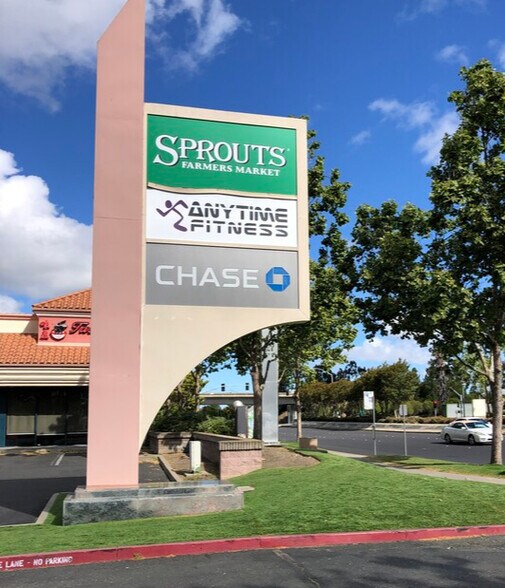 SPROUTS
FARMERS MARKET
ANYTIME
FITNESS
CHASE
LANE - NO PARKING